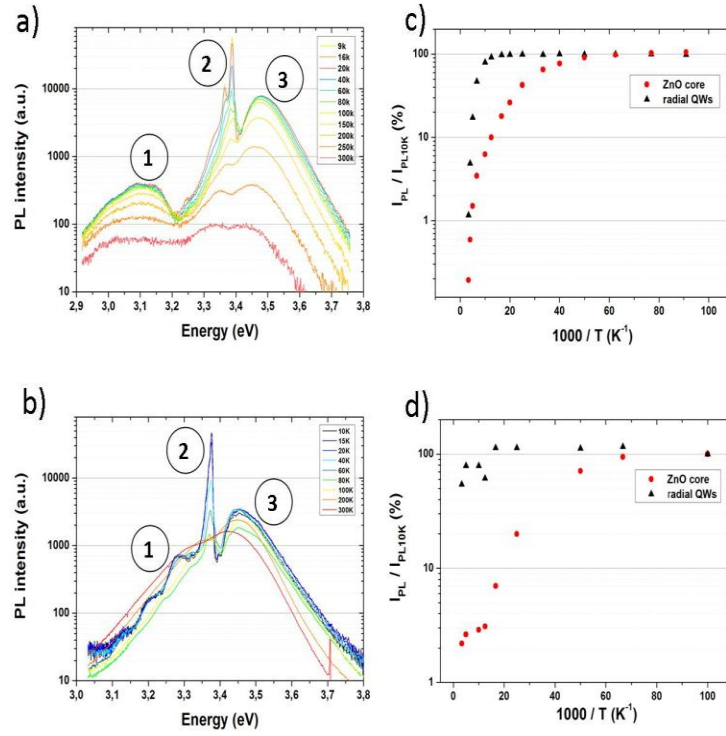 a)
1
2
3
9k
16k
20k
40k
60k
80k
100k
150k
200k
250k
300k
PL intensity (a.u.)
10000
1000
100
10
2,9 3,0 3,1 3,2 3,3 3,4 3,5 3,6 3,7 3,8
Energy (eV)
c)
ZnO core
radial QWs
I PL / I PL10K (%)
100
10
1
0 20 40 60 80 100
1000 / T (K-1)
b)
1
2
3
10K
15K
20K
40K
60K
80K
100K
200K
300K
PL intensity (a.u.)
10000
1000
100
10
3,0 3,1 3,2 3,3 3,4 3,5 3,6 3,7 3,8
Energy (eV)
d)
ZnO core
radial QWs
I PL / I PL10K (%)
100
10
1
0 20 40 60 80 100
1000 / T (K-1)